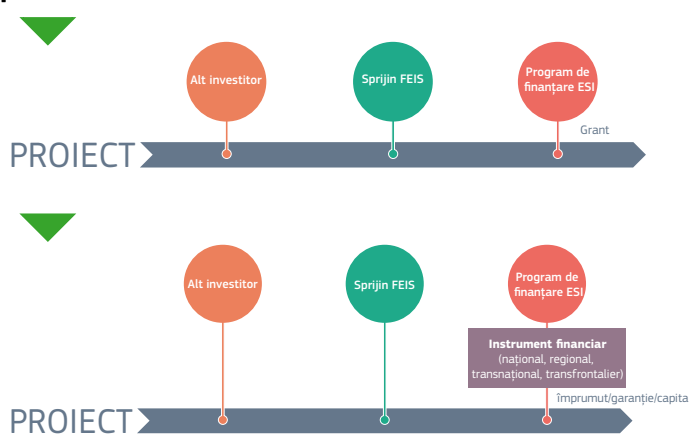 Alt investitor
Sprijin FEIS
Program de
finanțare ESI
Grant
PROIECT
Alt investitor
Sprijin FEIS
Program de
finanțare ESI
Instrument financiar
(național, regional,
transnațional, transfrontalier)
împrumut/garanție/capita
PROIECT